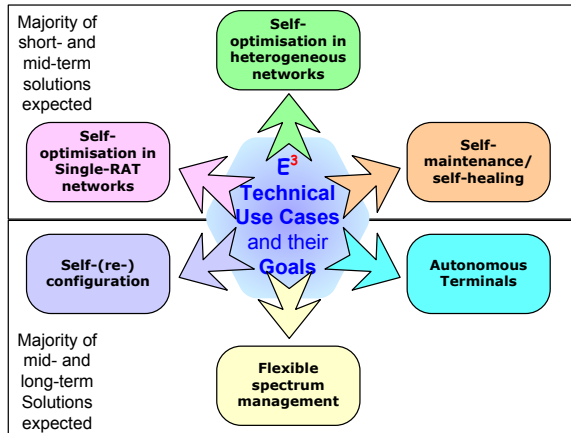 Majority of
short- and
mid-term
solutions
expected
Self-
optimisation in
heterogeneous
networks
Self-
optimisation in
Single-RAT
networks
Self-
maintenance/
self-healing
E³
Technical
Use Cases
and their
Goals
Self-(re-)
configuration
Autonomous
Terminals
Majority of
mid- and
long-term
Solutions
expected
Flexible
spectrum
management